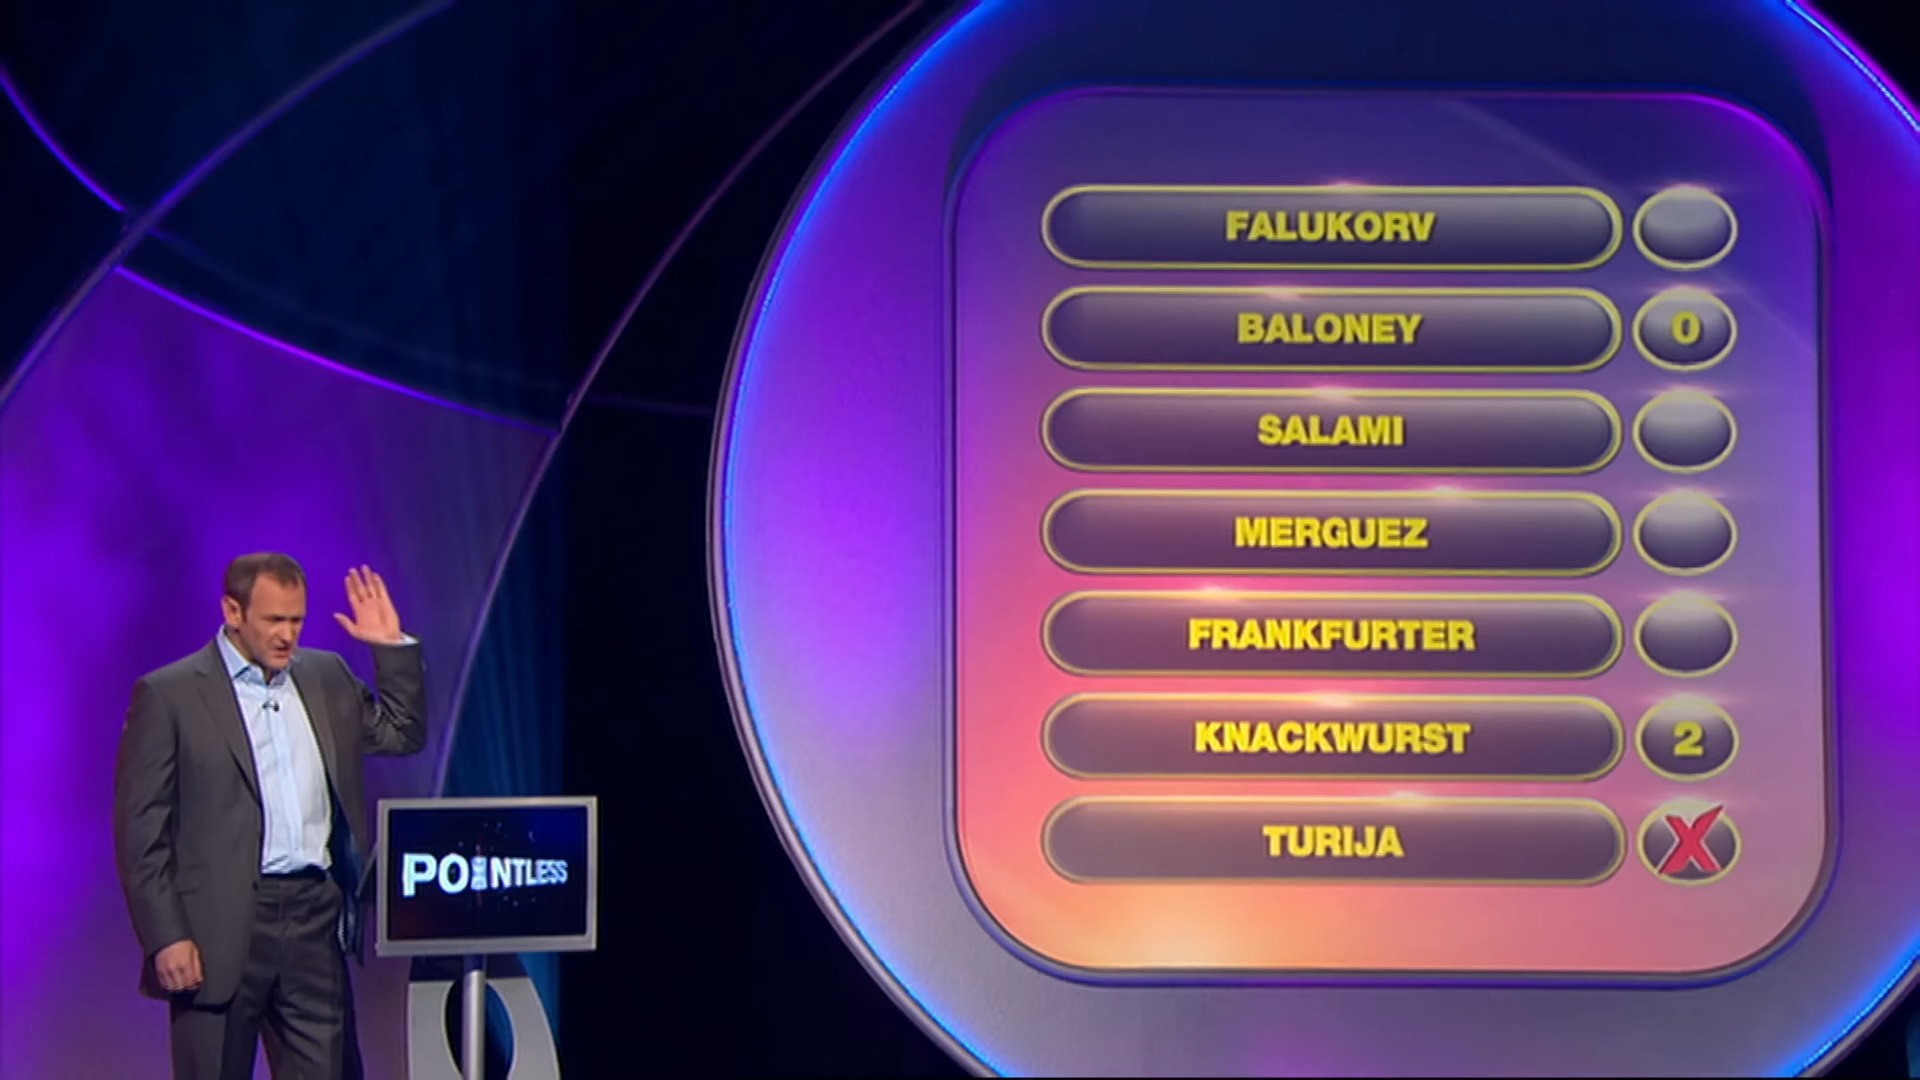 FALUKORV
BALONEY 0
SALAMI
MERGUEZ
FRANKFURTER
KNACKWURST 2
TURIJA X
POINTLESS